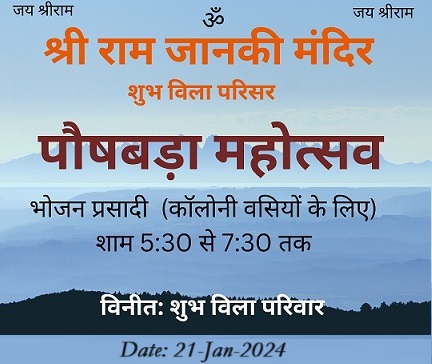 जय श्रीराम
ॐ
जय श्रीराम
श्री राम जानकी मंदिर
शुभ विला परिसर
पौषबड़ा महोत्सव
भोजन प्रसादी (कॉलोनी वसियों के लिए)
शाम 5:30 से 7:30 तक
विनीत: शुभ विला परिवार
Date: 21-Jan-2024